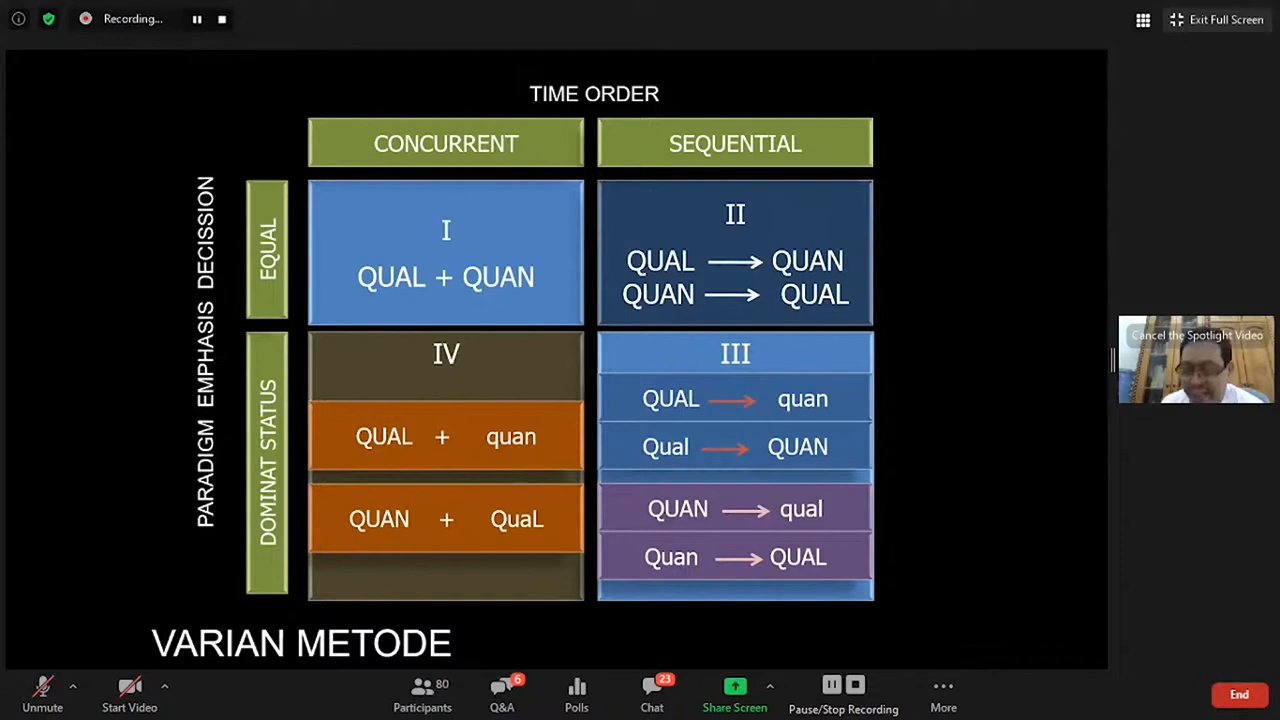 Recording...
Exit Full Screen
TIME ORDER
CONCURRENT
SEQUENTIAL
PARADIGM EMPHASIS DECISSION
EQUAL
I
QUAL + QUAN
II
QUAL → QUAN
QUAN → QUAL
DOMINAT STATUS
IV
QUAL + quan
QUAN + QuaL
III
QUAL → quan
Qual → QUAN
QUAN → qual
Quan → QUAL
VARIAN METODE
Cancel the Spotlight Video
Unmute
Start Video
80
Participants
6
Q&A
Polls
23
Chat
Share Screen
Pause/Stop Recording
More
End